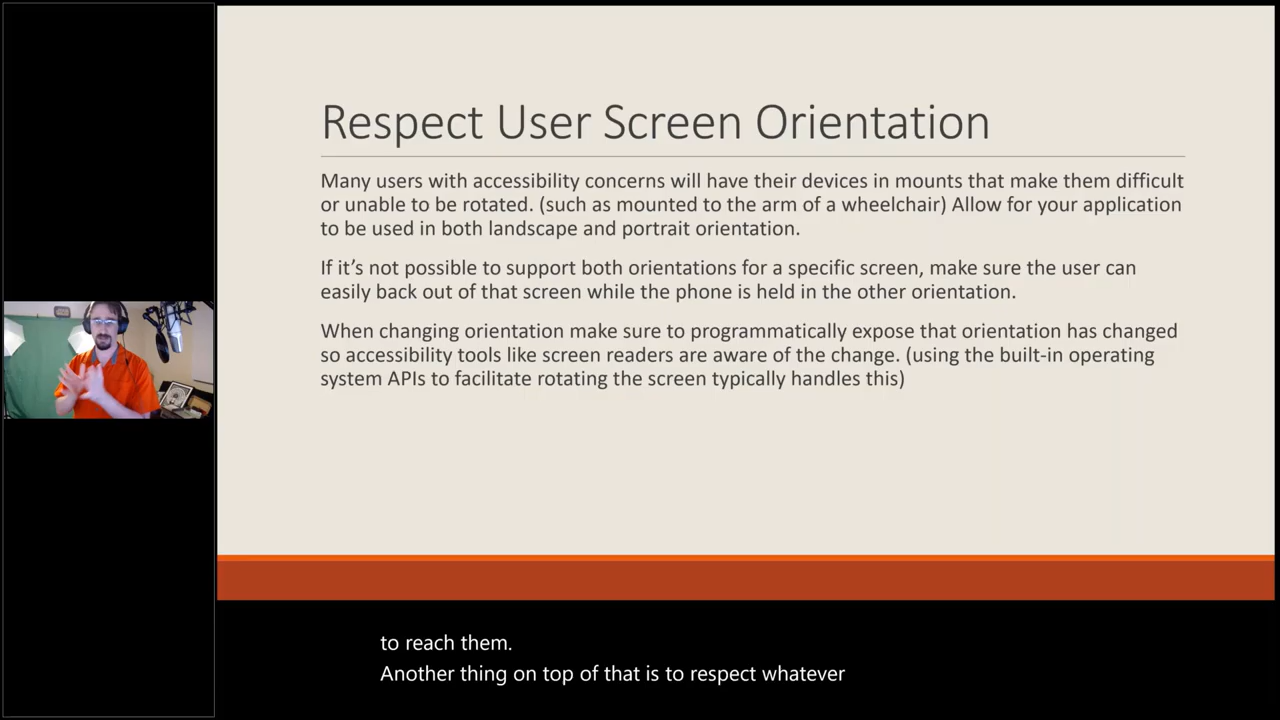 Respect User Screen Orientation
Many users with accessibility concerns will have their devices in mounts that make them difficult
or unable to be rotated. (such as mounted to the arm of a wheelchair) Allow for your application
to be used in both landscape and portrait orientation.
If it’s not possible to support both orientations for a specific screen, make sure the user can
easily back out of that screen while the phone is held in the other orientation.
When changing orientation make sure to programmatically expose that orientation has changed
so accessibility tools like screen readers are aware of the change. (using the built-in operating
system APIs to facilitate rotating the screen typically handles this)
to reach them.
Another thing on top of that is to respect whatever